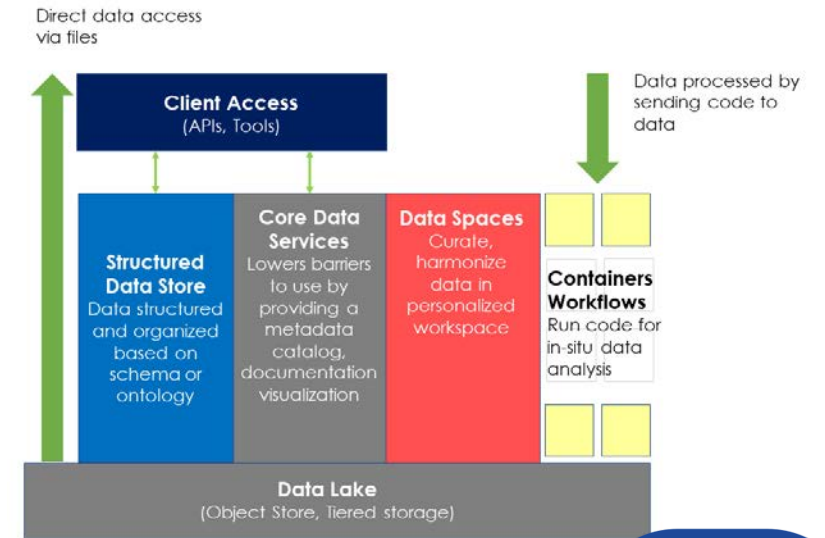 Direct data access
via files
Client Access
(APIs, Tools)
Data processed by
sending code to
data
Structured
Data Store
Data structured
and organized
based on
schema or
ontology
Core Data
Services
Lowers barriers
to use by
providing a
metadata
catalog,
documentation
visualization
Data Spaces
Curate,
harmonize
data in
personalized
workspace
Containers
Workflows
Run code for
in-situ data
analysis
Data Lake
(Object Store, Tiered storage)